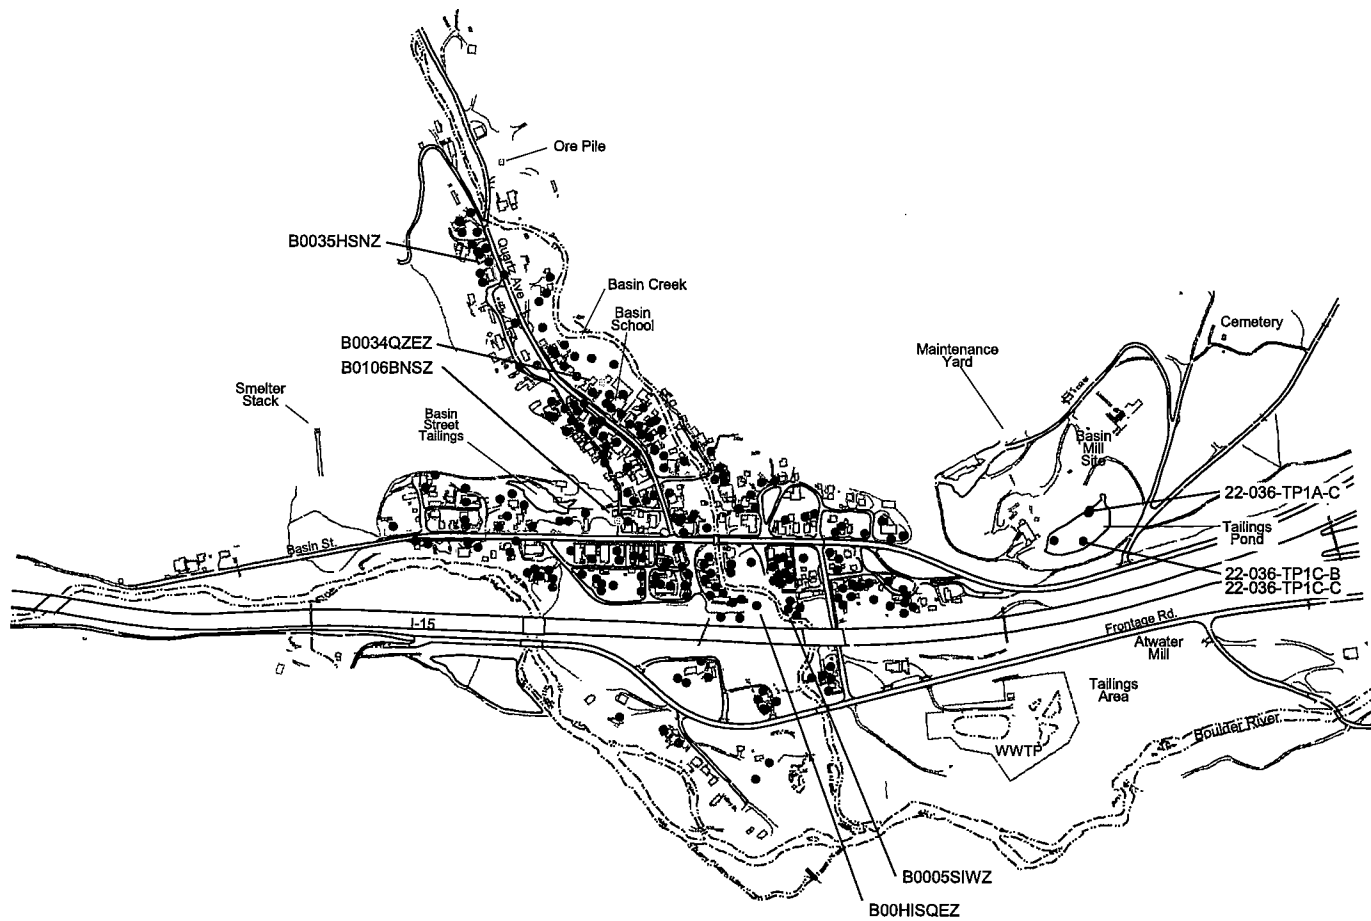 Ore Pile
B0035HSNZ
Quartz Ave
Basin Creek
Basin
School
Cemetery
B0034QZEZ
B0106BNSZ
Maintenance
Yard
Smelter
Stack
Basin
Street
Tailings
Basin
Mill
Site
22-036-TP1A-C
Tailings
Pond
Basin St.
22-036-TP1C-B
22-036-TP1C-C
I-15
Frontage Rd.
Atwater
Mill
Tailings
Area
Boulder River
WWTP
B0005SIWZ
B00HISQEZ